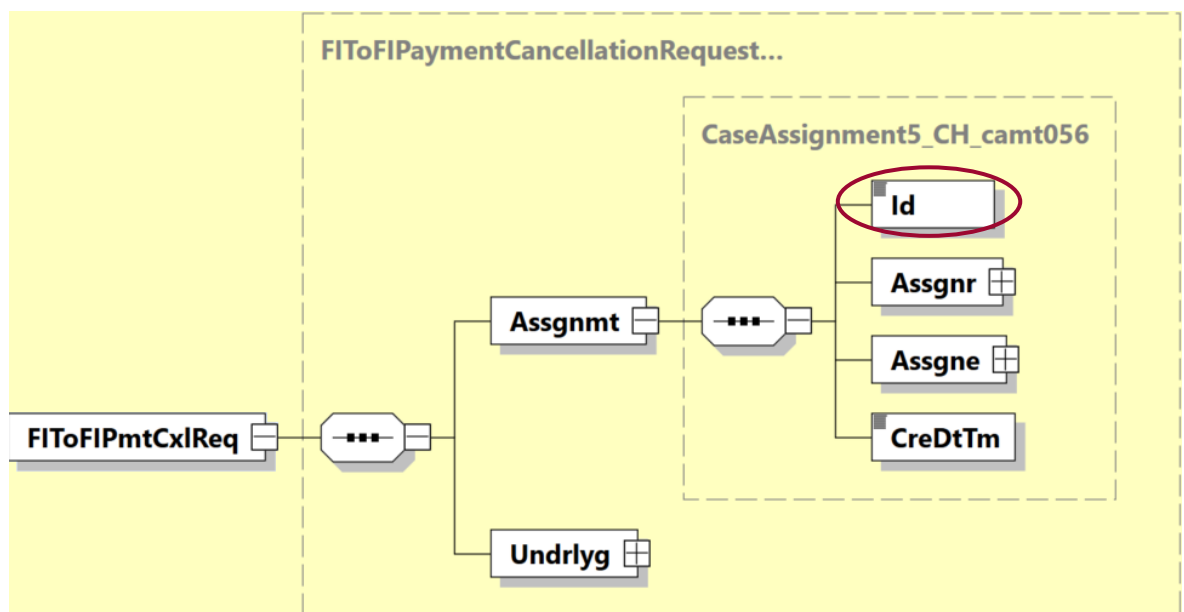 FIToFIPaymentCancellationRequest...
CaseAssignment5_CH_camt056
Id
Assgnr
Assgnmt
Assgne
FIToFIPmtCxlReq
CreDtTm
Undrlyg